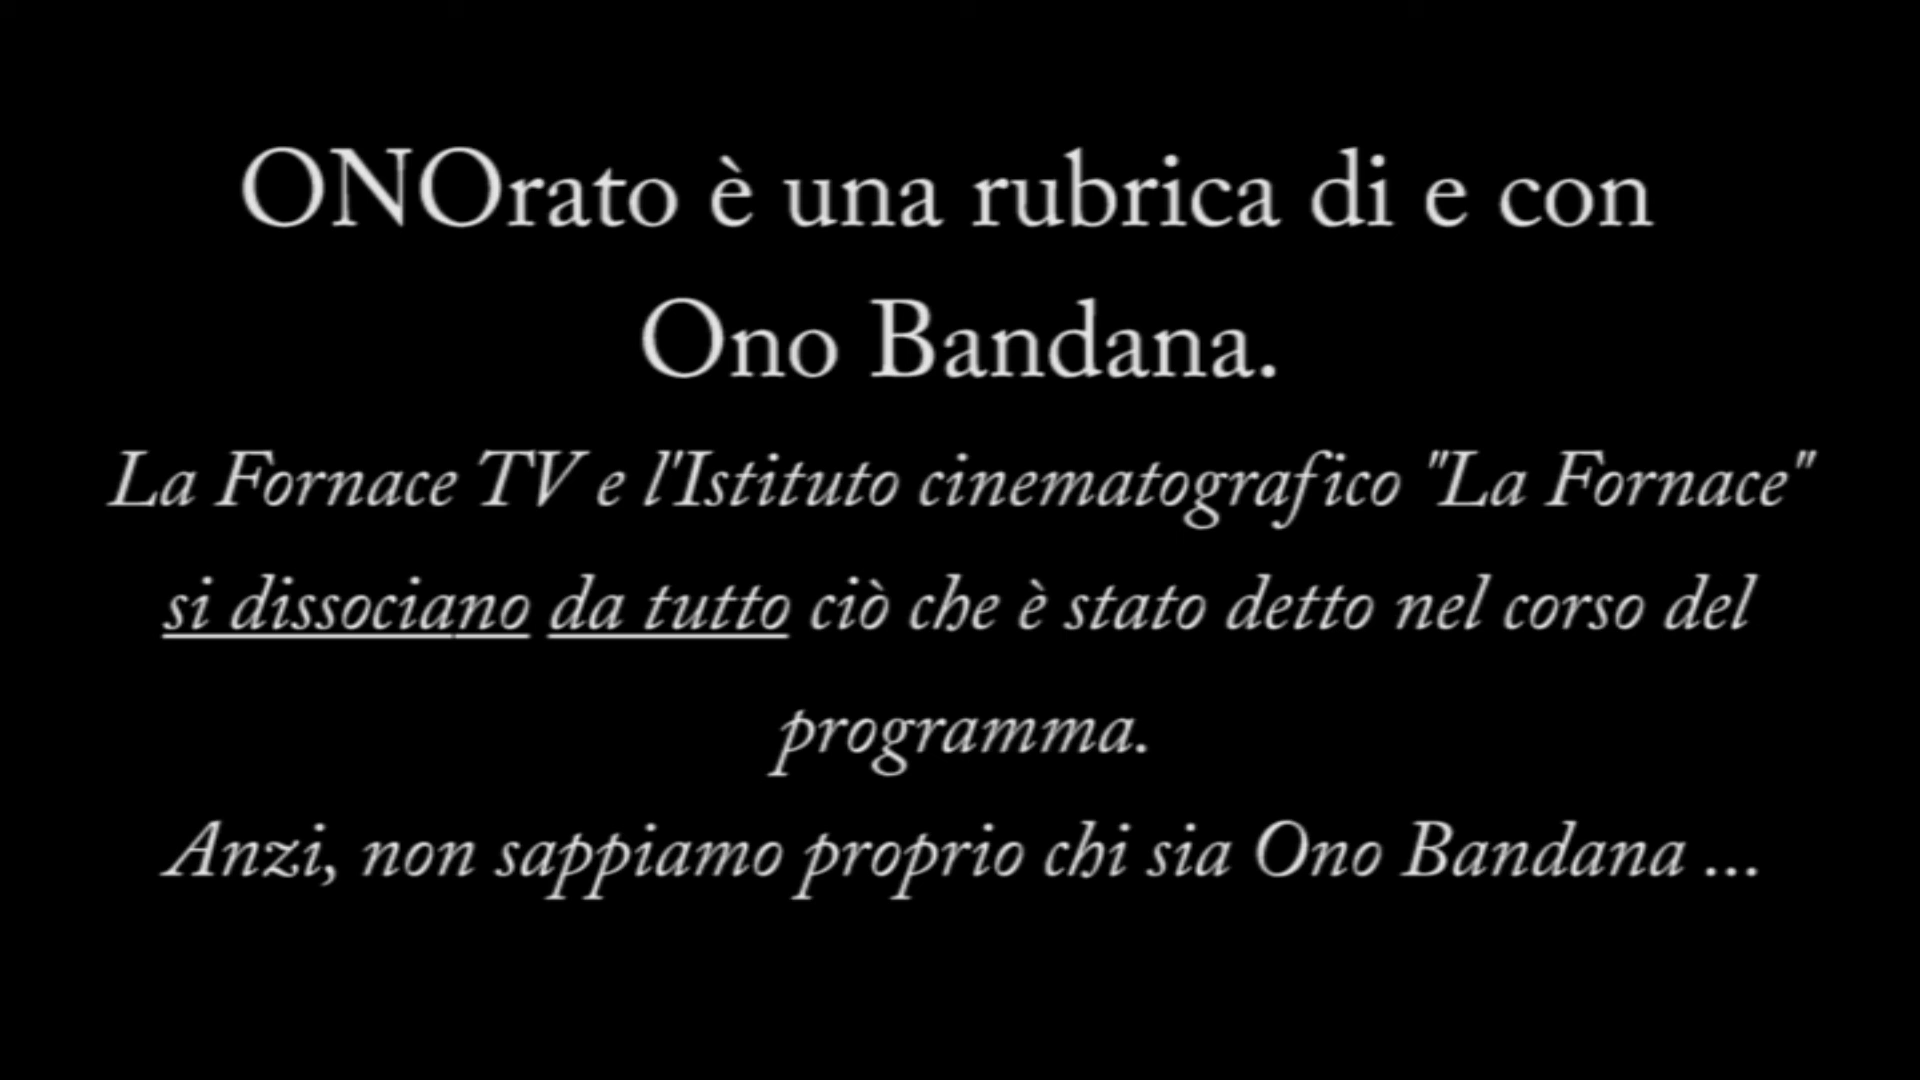 ONOrato è una rubrica di e con
Ono Bandana.
La Fornace TV e l'Istituto cinematografico "La Fornace"
si dissociano da tutto ciò che è stato detto nel corso del
programma.
Anzi, non sappiamo proprio chi sia Ono Bandana ...